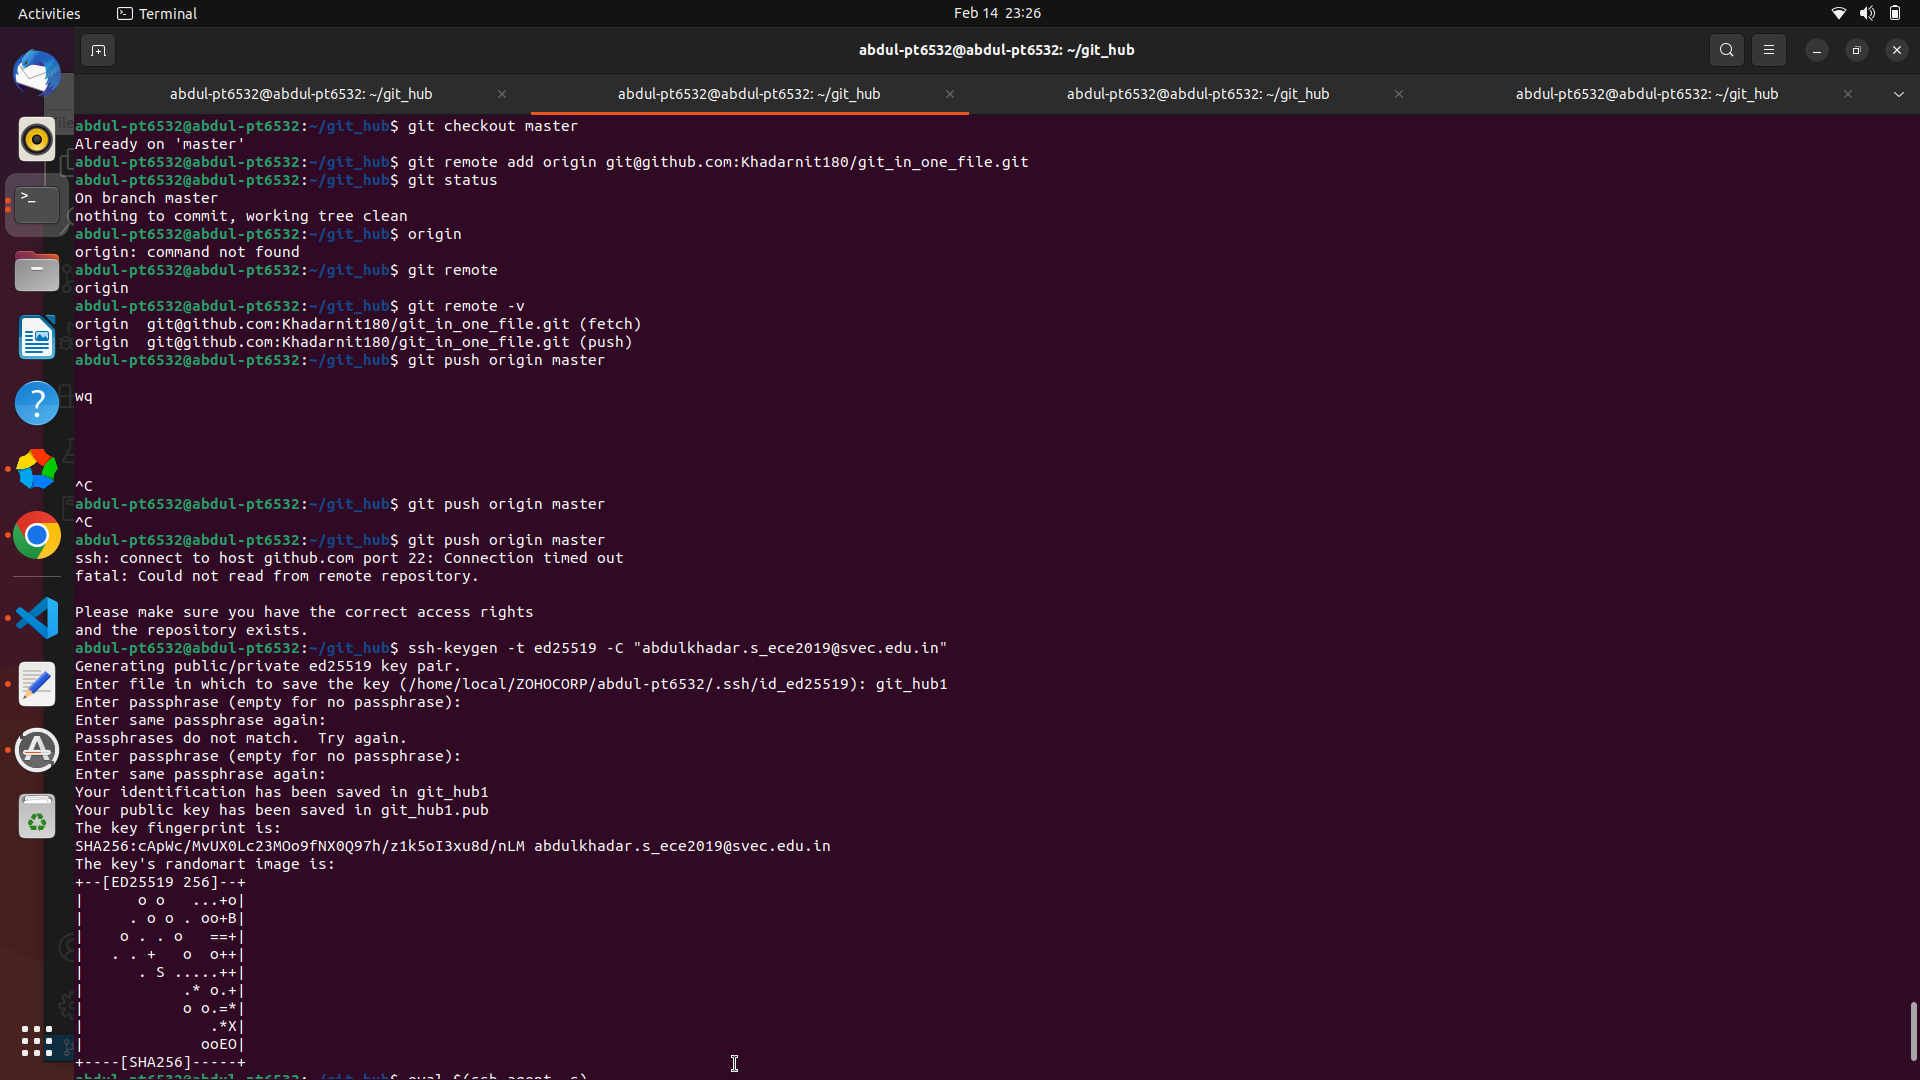 Activities
Terminal
Feb 14 23:26
abdul-pt6532@abdul-pt6532: ~/git_hub
abdul-pt6532@abdul-pt6532: ~/git_hub
abdul-pt6532@abdul-pt6532: ~/git_hub
abdul-pt6532@abdul-pt6532: ~/git_hub
abdul-pt6532@abdul-pt6532: ~/git_hub
abdul-pt6532@abdul-pt6532:~/git_hub$ git checkout master
Already on 'master'
abdul-pt6532@abdul-pt6532:~/git_hub$ git remote add origin git@github.com:Khadarnit180/git_in_one_file.git
abdul-pt6532@abdul-pt6532:~/git_hub$ git status
On branch master
nothing to commit, working tree clean
abdul-pt6532@abdul-pt6532:~/git_hub$ origin
origin: command not found
abdul-pt6532@abdul-pt6532:~/git_hub$ git remote
origin
abdul-pt6532@abdul-pt6532:~/git_hub$ git remote -v
origin  git@github.com:Khadarnit180/git_in_one_file.git (fetch)
origin  git@github.com:Khadarnit180/git_in_one_file.git (push)
abdul-pt6532@abdul-pt6532:~/git_hub$ git push origin master
wq
^C
abdul-pt6532@abdul-pt6532:~/git_hub$ git push origin master
^C
abdul-pt6532@abdul-pt6532:~/git_hub$ git push origin master
ssh: connect to host github.com port 22: Connection timed out
fatal: Could not read from remote repository.
Please make sure you have the correct access rights
and the repository exists.
abdul-pt6532@abdul-pt6532:~/git_hub$ ssh-keygen -t ed25519 -C "abdulkhadar.s_ece2019@svec.edu.in"
Generating public/private ed25519 key pair.
Enter file in which to save the key (/home/local/ZOHOCORP/abdul-pt6532/.ssh/id_ed25519): git_hub1
Enter passphrase (empty for no passphrase):
Enter same passphrase again:
Passphrases do not match.  Try again.
Enter passphrase (empty for no passphrase):
Enter same passphrase again:
Your identification has been saved in git_hub1
Your public key has been saved in git_hub1.pub
The key fingerprint is:
SHA256:cApWc/MvUX0Lc23MOo9fNX0Q97h/z1k5oI3xu8d/nLM abdulkhadar.s_ece2019@svec.edu.in
The key's randomart image is:
+--[ED25519 256]--+
|      o o   ...+o|
|     . o o . oo+B|
|    o . . o   ==+|
|   . . +   o  o++|
|      . S .....++|
|           .* o.+|
|           o o.=*|
|              .*X|
|             ooEO|
+----[SHA256]-----+
abdul-pt6532@abdul-pt6532:~/git_hub$ eval $(ssh-agent -s)